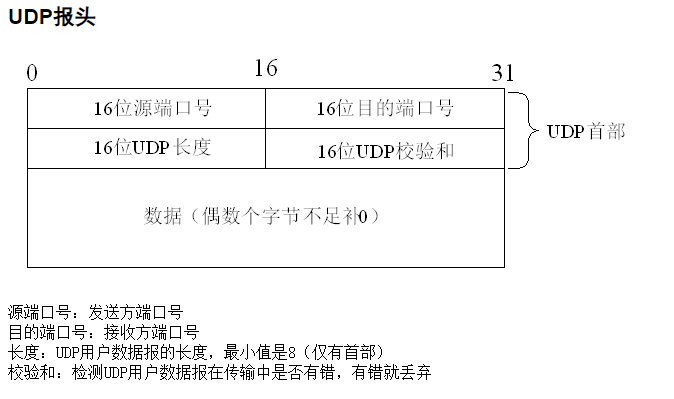 UDP报头
0 16 31
16位源端口号 16位目的端口号
UDP首部
16位UDP长度 16位UDP校验和
数据（偶数个字节不足补0）
源端口号：发送方端口号
目的端口号：接收方端口号
长度：UDP用户数据报的长度，最小值是8（仅有首部）
校验和：检测UDP用户数据报在传输中是否有错，有错就丢弃